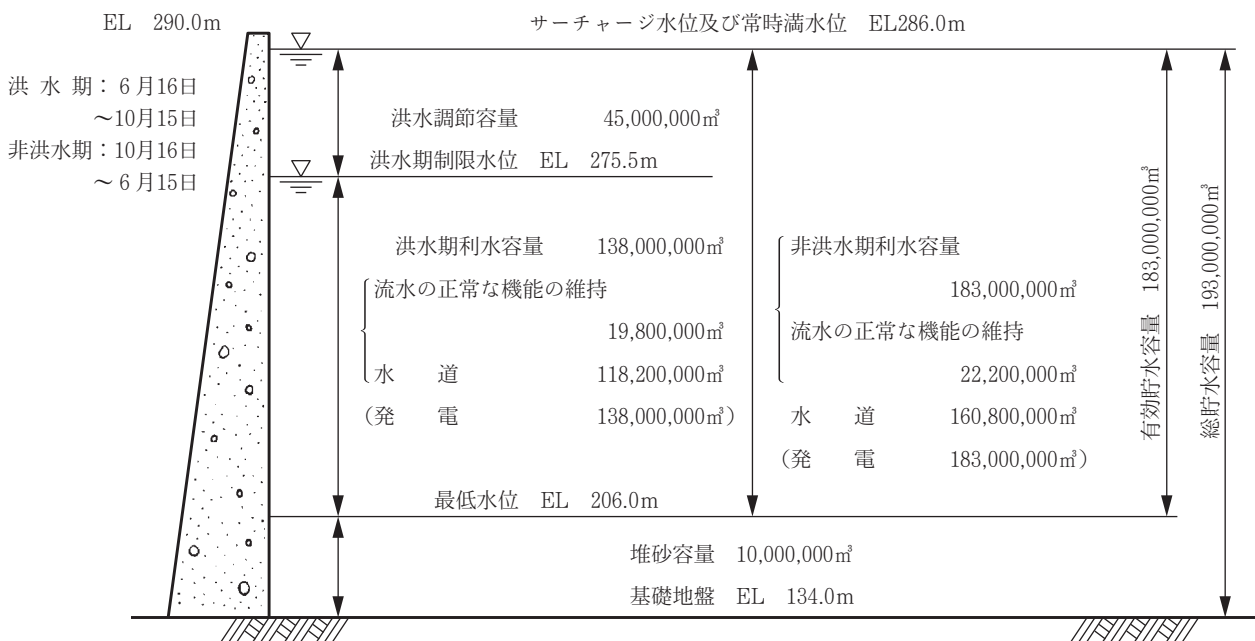 EL 290.0m
サーチャージ水位及び常時満水位 EL286.0m
洪水期：6月16日
～10月15日
非洪水期：10月16日
～6月15日
洪水調節容量 45,000,000㎥
洪水期制限水位 EL 275.5m
洪水期利水容量 138,000,000㎥
流水の正常な機能の維持
19,800,000㎥
水 道 118,200,000㎥
(発 電 138,000,000㎥)
非洪水期利水容量
183,000,000㎥
流水の正常な機能の維持
22,200,000㎥
水 道 160,800,000㎥
(発 電 183,000,000㎥)
有効貯水容量 183,000,000㎥
総貯水容量 193,000,000㎥
最低水位 EL 206.0m
堆砂容量 10,000,000㎥
基礎地盤 EL 134.0m